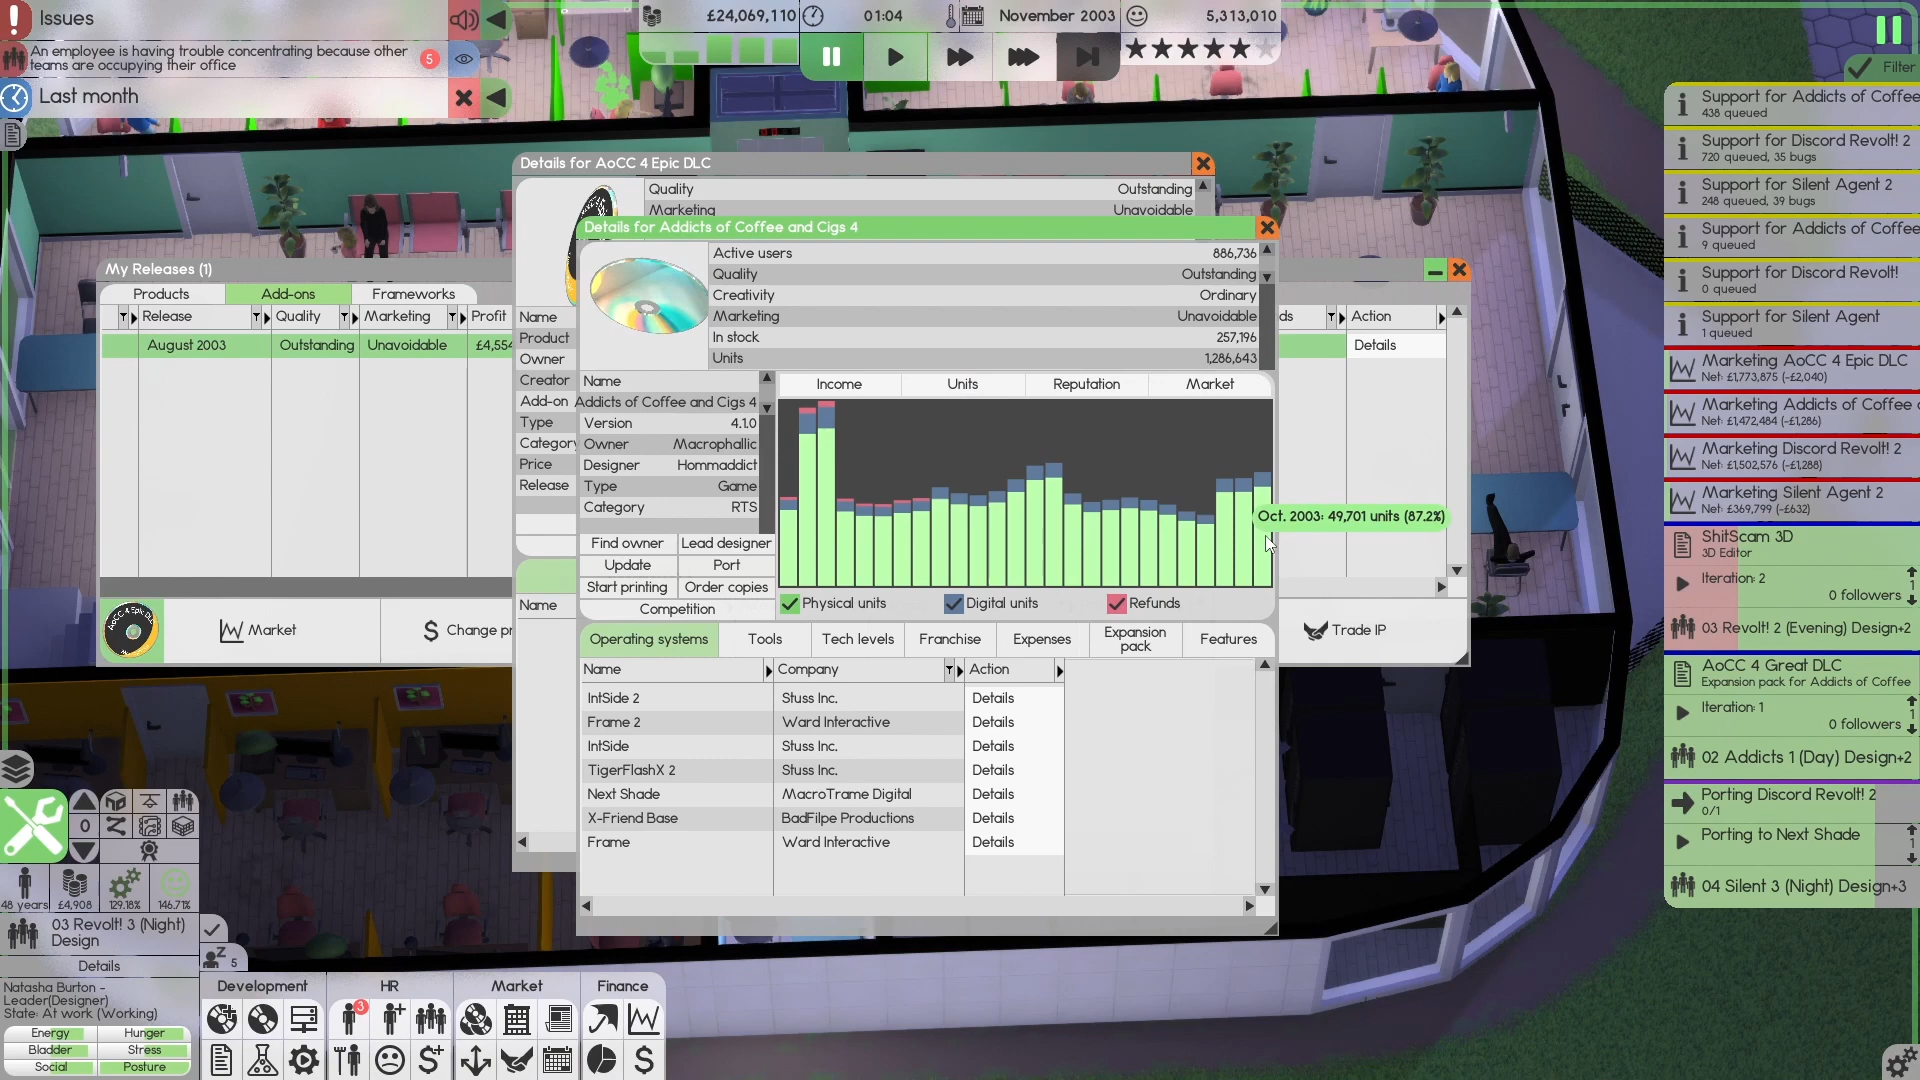 Issues
An employee is having trouble concentrating because other
teams are occupying their office
5
Last month
£24,069,110
01:04
November 2003
5,313,010
Filter
Support for Addicts of Coffee
438 queued
Support for Discord Revolt! 2
720 queued, 35 bugs
Support for Silent Agent 2
248 queued, 39 bugs
Support for Addicts of Coffee
9 queued
Support for Discord Revolt!
0 queued
Support for Silent Agent
1 queued
Marketing AoCC 4 Epic DLC
Net: £1,773,875 (-£2,040)
Marketing Addicts of Coffee
Net: £1,472,484 (-£1,286)
Marketing Discord Revolt! 2
Net: £1,502,576 (-£1,288)
Marketing Silent Agent 2
Net: £369,799 (-£632)
ShitScam 3D
3D Editor
Iteration: 2
1
0 followers
03 Revolt! 2 (Evening) Design+2
AoCC 4 Great DLC
Expansion pack for Addicts of Coffee
Iteration: 1
1
0 followers
02 Addicts 1 (Day) Design+2
Porting Discord Revolt! 2
0/1
Porting to Next Shade
1
04 Silent 3 (Night) Design+3
My Releases (1)
Products
Add-ons
Frameworks
Release
Quality
Marketing
Profit
ds
Action
August 2003
Outstanding
Unavoidable
£4,554
Details
AoCC 4 Epic DLC
Market
Change pr
Trade IP
Details for AoCC 4 Epic DLC
Quality
Outstanding
Marketing
Unavoidable
Name
Product
Owner
Creator
Add-on
Type
Category
Price
Release
Name
Details for Addicts of Coffee and Cigs 4
Active users
886,736
Quality
Outstanding
Creativity
Ordinary
Marketing
Unavoidable
In stock
257,196
Units
1,286,643
Name
Addicts of Coffee and Cigs 4
Version
4.1.0
Owner
Macrophallic
Designer
Hommaddict
Type
Game
Category
RTS
Find owner
Lead designer
Update
Port
Start printing
Order copies
Competition
Income
Units
Reputation
Market
Oct. 2003: 49,701 units (87.2%)
Physical units
Digital units
Refunds
Operating systems
Tools
Tech levels
Franchise
Expenses
Expansion
pack
Features
Name
Company
Action
IntSide 2
Stuss Inc.
Details
Frame 2
Ward Interactive
Details
IntSide
Stuss Inc.
Details
TigerFlashX 2
Stuss Inc.
Details
Next Shade
MacroTrame Digital
Details
X-Friend Base
BadFilpe Productions
Details
Frame
Ward Interactive
Details
0
48 years
£4,908
129.18%
146.71%
03 Revolt! 3 (Night)
Design
Details
5
Natasha Burton -
Leader(Designer)
State: At work (Working)
Energy
Hunger
Bladder
Stress
Social
Posture
Development
HR
Market
Finance
3